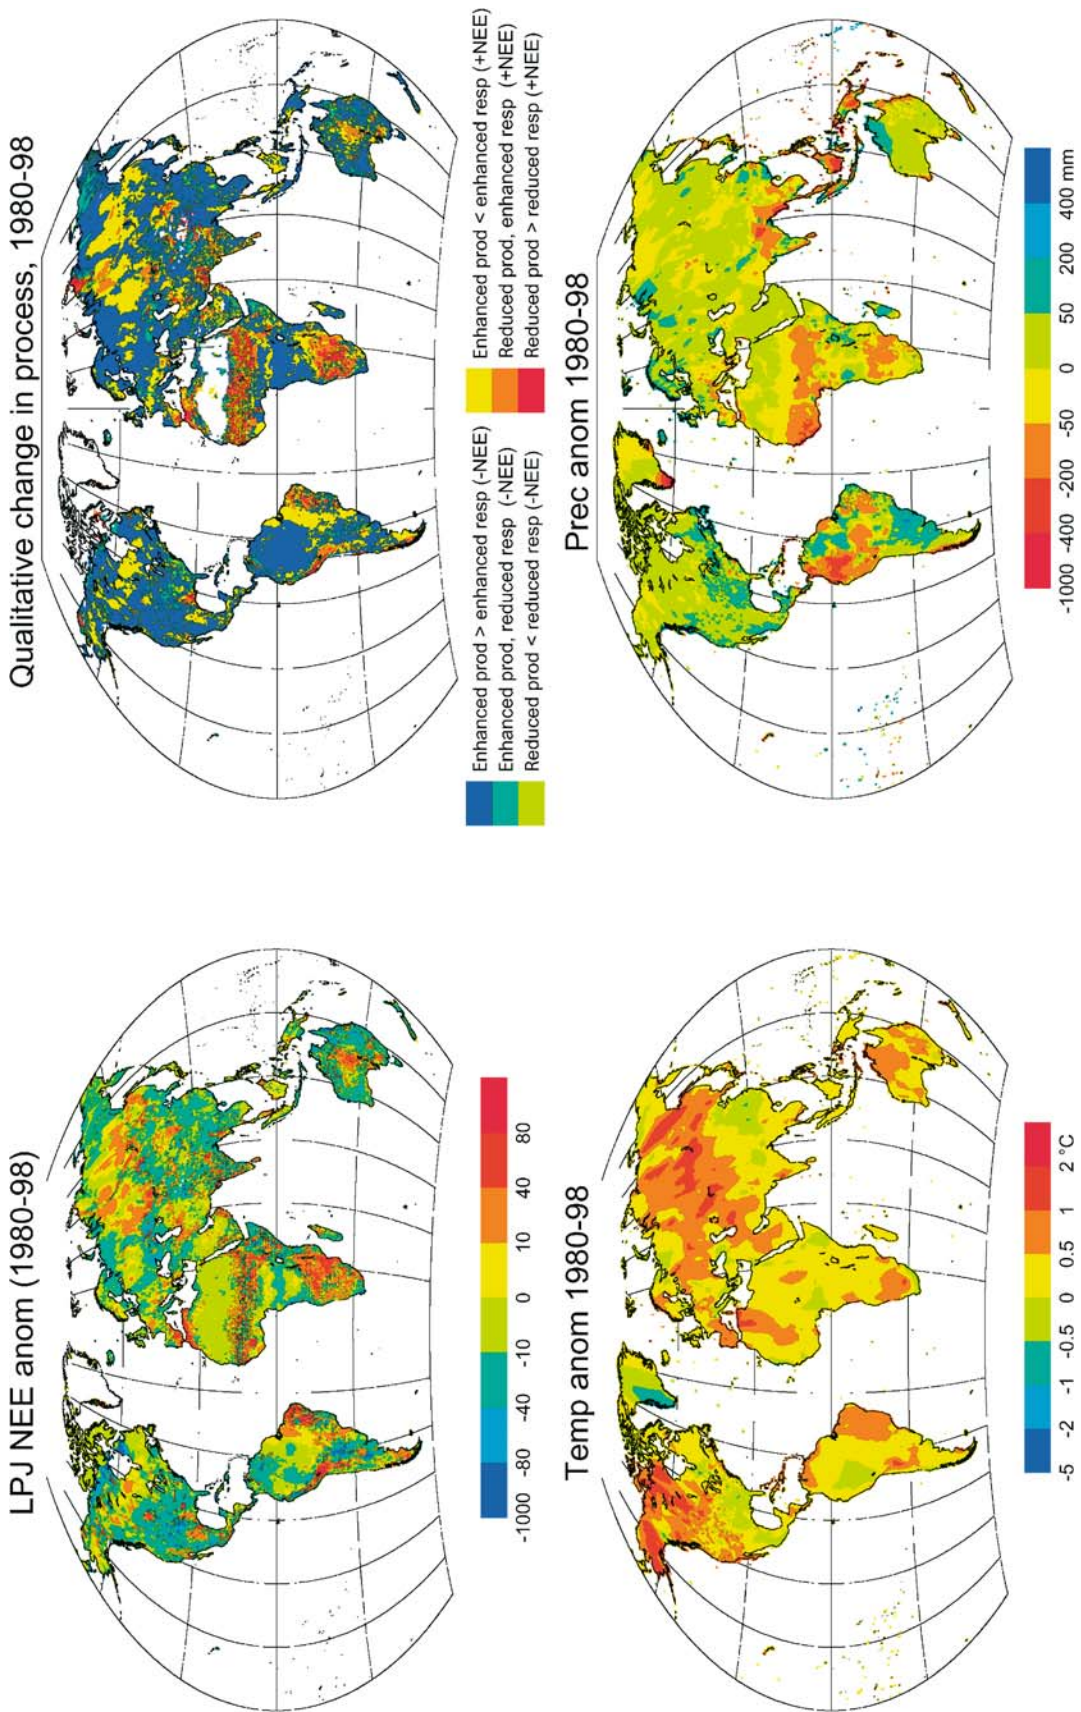 LPJ NEE anom (1980-98)
-1000 -80 -40 -10 0 10 40 80
Qualitative change in process, 1980-98
Enhanced prod > enhanced resp (-NEE)
Enhanced prod, reduced resp (-NEE)
Reduced prod < reduced resp (-NEE)
Enhanced prod < enhanced resp (+NEE)
Reduced prod, enhanced resp (+NEE)
Reduced prod > reduced resp (+NEE)
Temp anom 1980-98
-5 -2 -1 -0.5 0 0.5 1 2 °C
Prec anom 1980-98
-1000 -400 -200 -50 0 50 200 400 mm